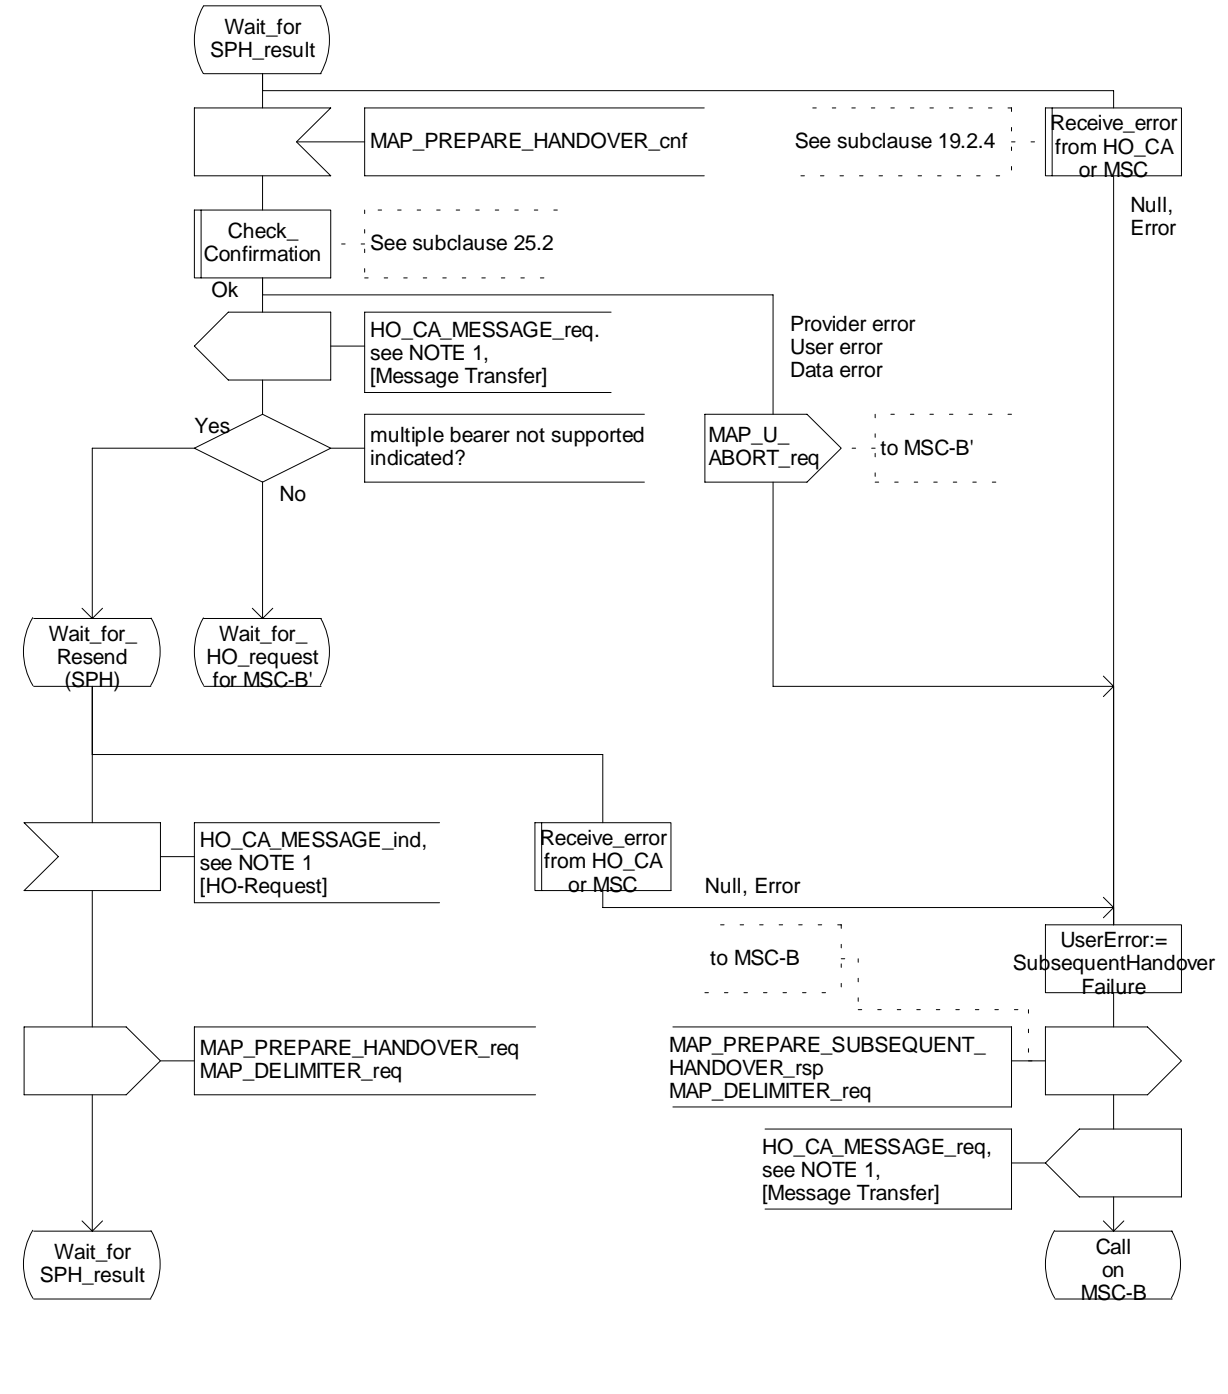 Wait_for
SPH_result
MAP_PREPARE_HANDOVER_cnf
See subclause 19.2.4
Receive_error
from HO_CA
or MSC
Null,
Error
Check_
Confirmation
See subclause 25.2
Ok
HO_CA_MESSAGE_req.
see NOTE 1,
[Message Transfer]
Provider error
User error
Data error
Yes
multiple bearer not supported
indicated?
MAP_U_
ABORT_req
to MSC-B'
No
Wait_for_
Resend
(SPH)
Wait_for_
HO_request
for MSC-B'
HO_CA_MESSAGE_ind,
see NOTE 1
[HO-Request]
Receive_error
from HO_CA
or MSC
Null, Error
to MSC-B
UserError:=
SubsequentHandover
Failure
MAP_PREPARE_HANDOVER_req
MAP_DELIMITER_req
MAP_PREPARE_SUBSEQUENT_
HANDOVER_rsp
MAP_DELIMITER_req
HO_CA_MESSAGE_req,
see NOTE 1,
[Message Transfer]
Wait_for
SPH_result
Call
on
MSC-B